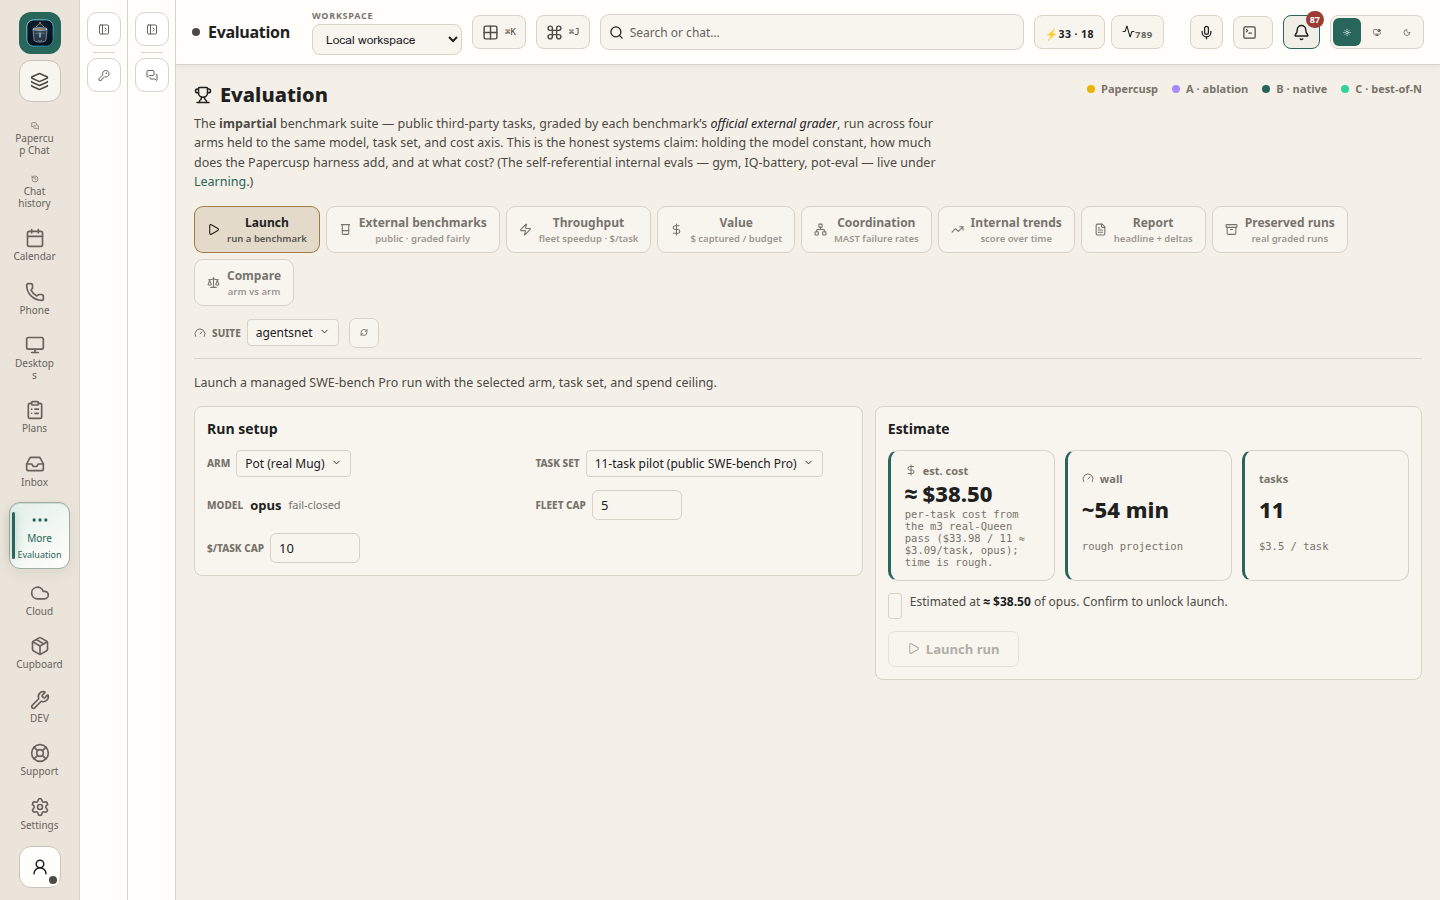 Papercu
p Chat
Chat
history
Calendar
Phone
Desktop
s
Plans
Inbox
More
Evaluation
Cloud
Cupboard
DEV
Support
Settings
Evaluation
WORKSPACE
Local workspace
⌘K
⌘J
Search or chat...
⚡33 · 18
789
87
Evaluation
Papercusp
A · ablation
B · native
C · best-of-N
The impartial benchmark suite — public third-party tasks, graded by each benchmark's official external grader, run across four
arms held to the same model, task set, and cost axis. This is the honest systems claim: holding the model constant, how much
does the Papercusp harness add, and at what cost? (The self-referential internal evals — gym, IQ-battery, pot-eval — live under
Learning.)
Launch
run a benchmark
External benchmarks
public · graded fairly
Throughput
fleet speedup · $/task
Value
$ captured / budget
Coordination
MAST failure rates
Internal trends
score over time
Report
headline + deltas
Preserved runs
real graded runs
Compare
arm vs arm
SUITE
agentsnet
Launch a managed SWE-bench Pro run with the selected arm, task set, and spend ceiling.
Run setup
ARM
Pot (real Mug)
TASK SET
11-task pilot (public SWE-bench Pro)
MODEL opus fail-closed
FLEET CAP
5
$/TASK CAP
10
Estimate
est. cost
≈ $38.50
per-task cost from
the m3 real-Queen
pass ($33.98 / 11 ≈
$3.09/task, opus);
time is rough.
wall
~54 min
rough projection
tasks
11
$3.5 / task
Estimated at ≈ $38.50 of opus. Confirm to unlock launch.
Launch run